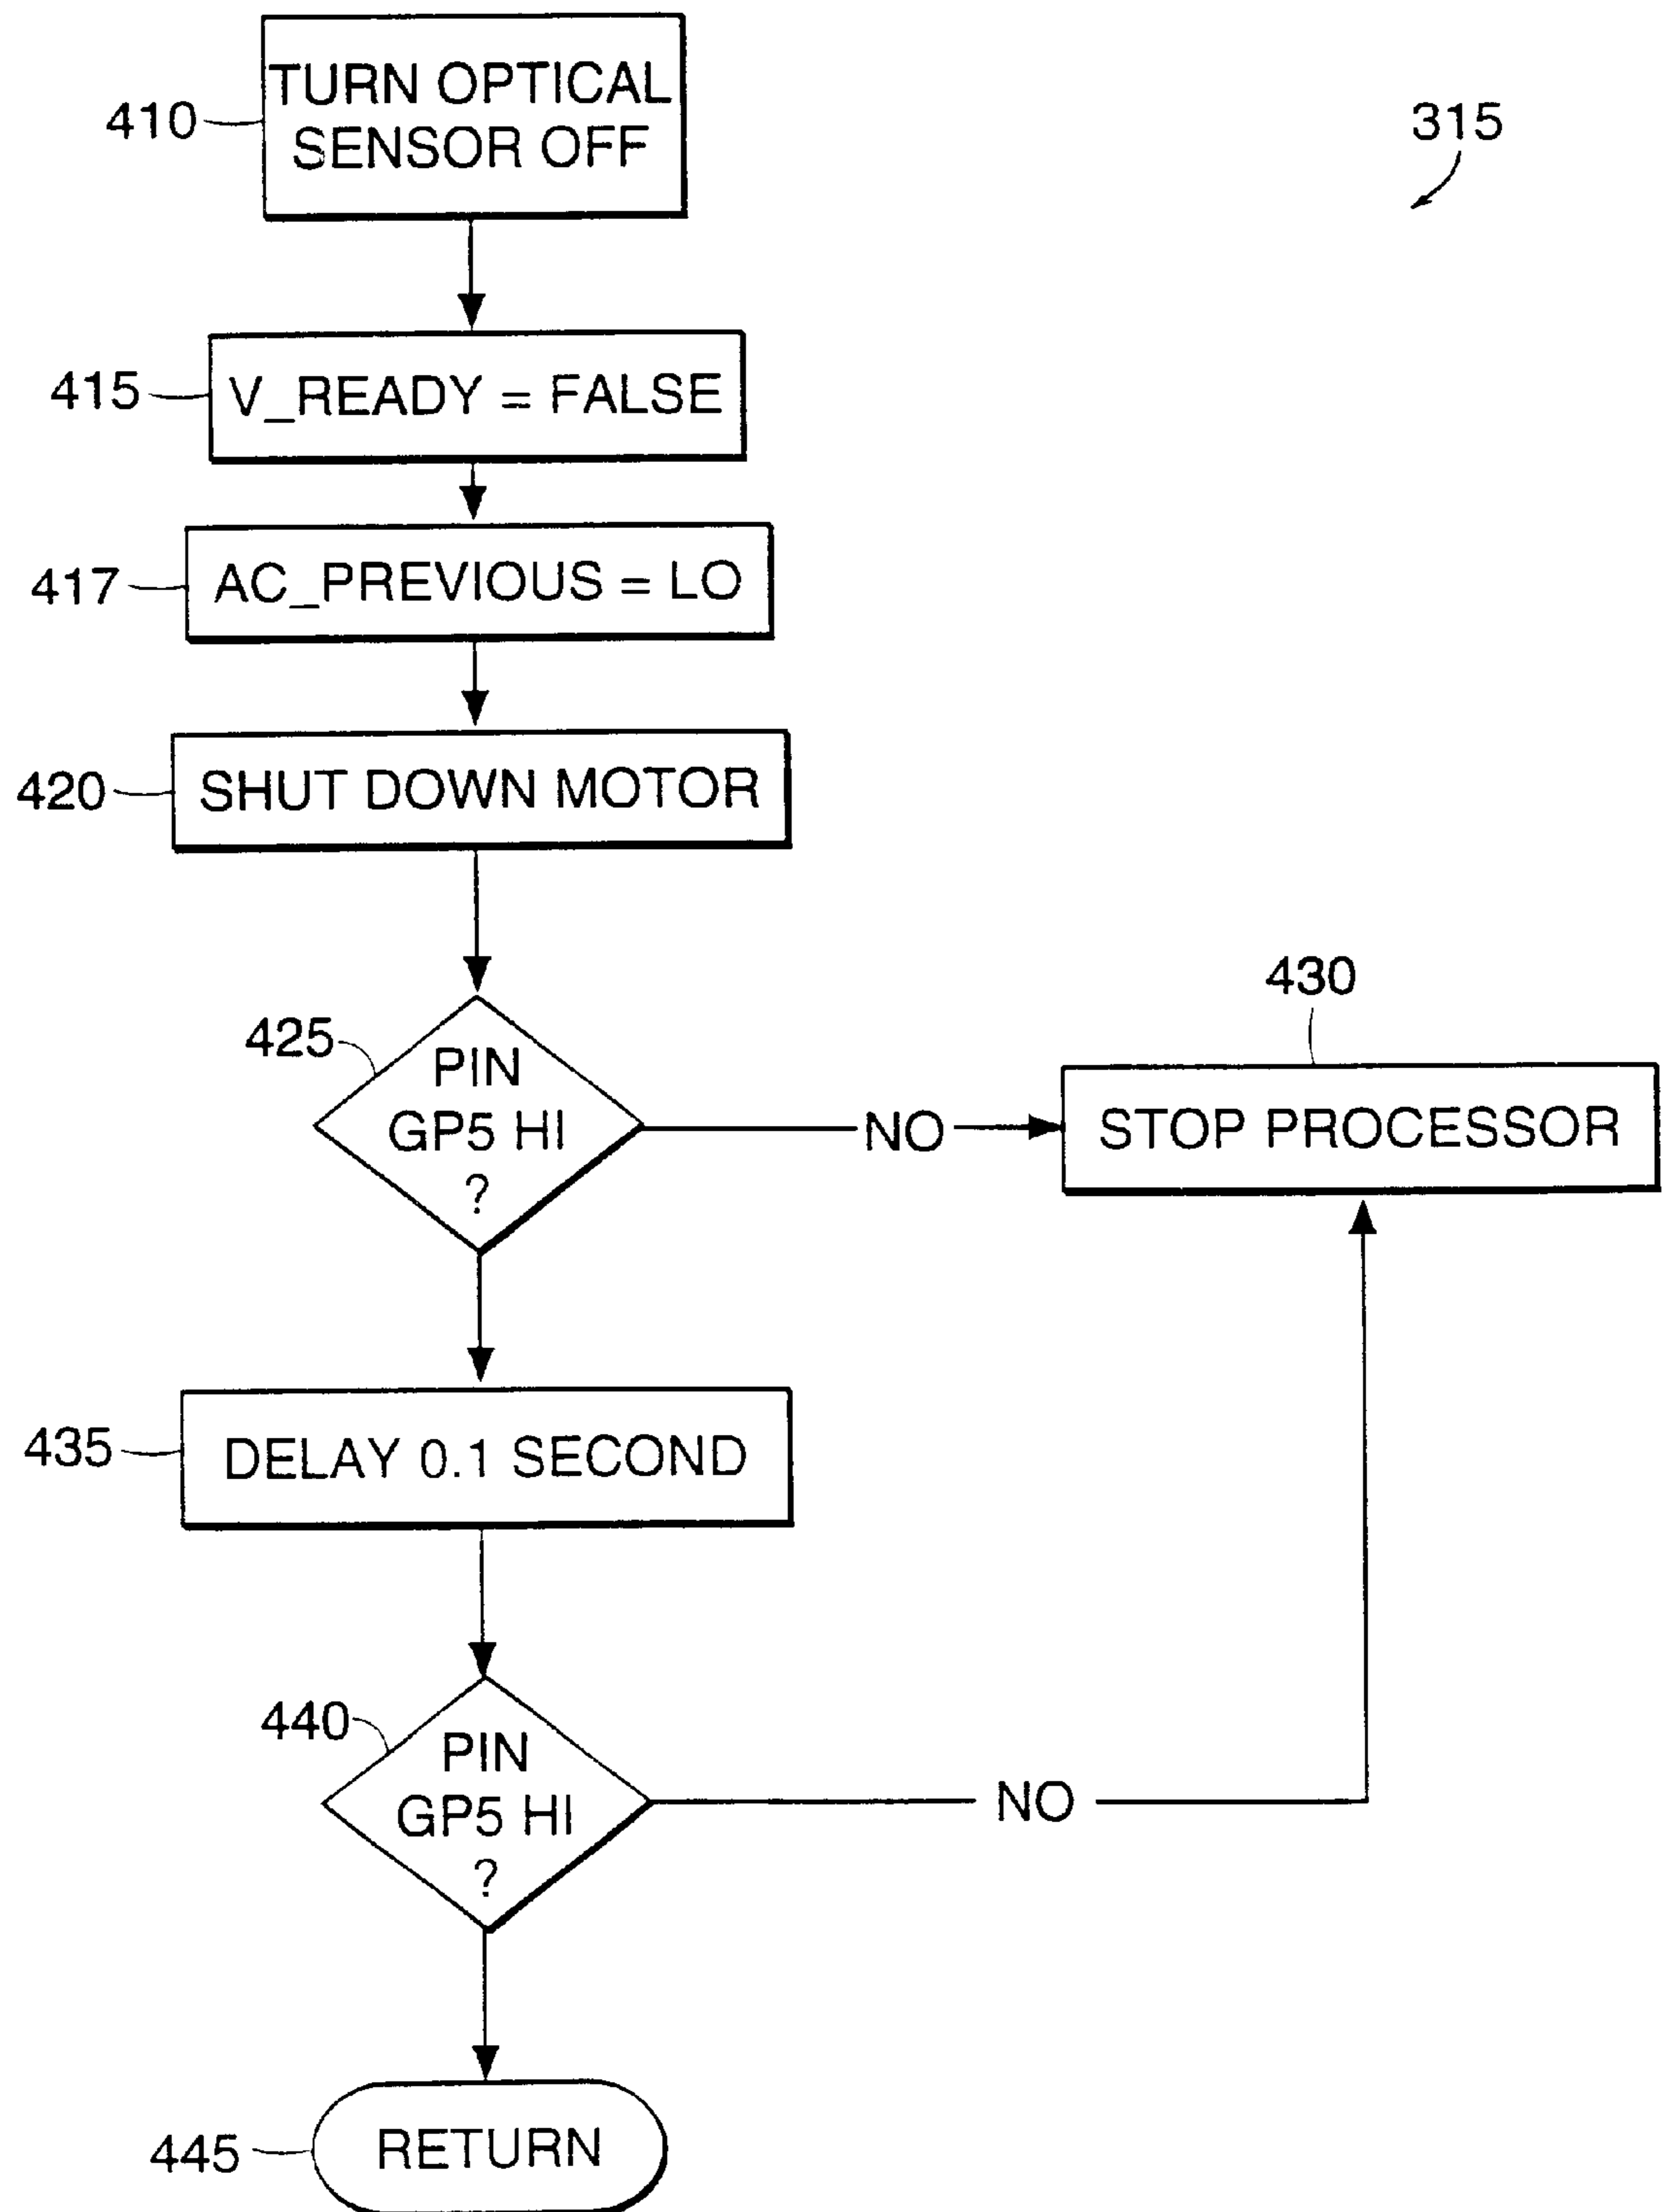 TURN OPTICAL
SENSOR OFF
410
315
415
V_READY = FALSE
417
AC_PREVIOUS = LO
420
SHUT DOWN MOTOR
425
PIN
GP5 HI
?
NO
430
STOP PROCESSOR
435
DELAY 0.1 SECOND
440
PIN
GP5 HI
?
NO
445
RETURN